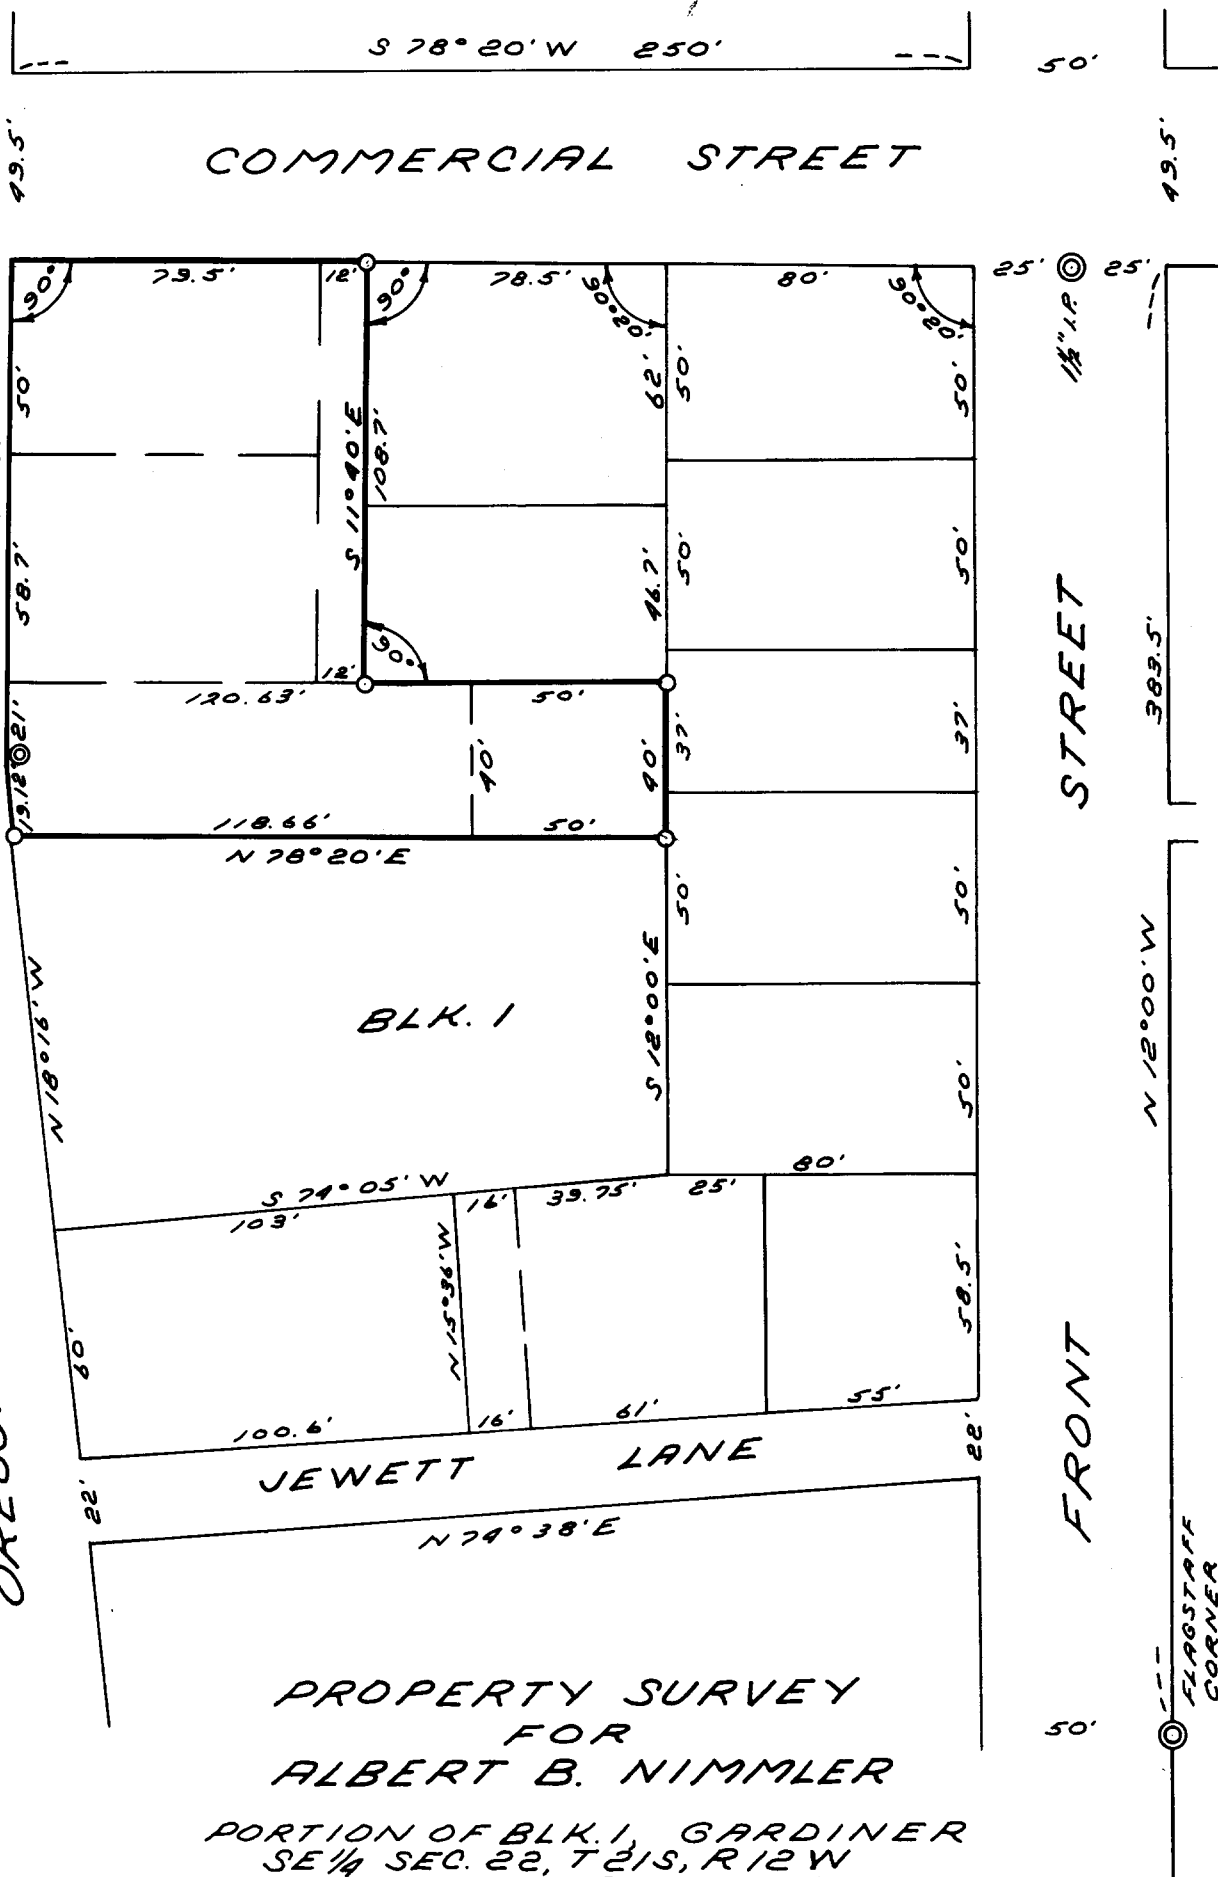 S 78° 20' W 250'
50'
49.5'
COMMERCIAL STREET
49.5'
90°
79.5'
12'
90°
78.5'
90°20'
80'
90°20'
25'
25'
1½" I.P.
50'
S 11° 40' E
108.7'
62'
50'
50'
58.7'
46.7'
50'
50'
STREET
383.5'
90°
12'
120.63'
50'
21'
19.12'
40'
40'
37'
37'
118.66'
50'
N 78° 20' E
50'
50'
N 18° 16' W
BLK. 1
S 12° 00' E
50'
N 12° 00' W
S 74° 05' W
103'
16'
39.75'
25'
80'
N 15° 36' W
58.5'
60'
100.6'
16'
61'
55'
FRONT
22'
JEWETT LANE
22'
N 74° 38' E
FLAGSTAFF
CORNER
50'
PROPERTY SURVEY
FOR
ALBERT B. NIMMLER
PORTION OF BLK. 1, GARDINER
SE 1/4 SEC. 22, T 21 S, R 12 W